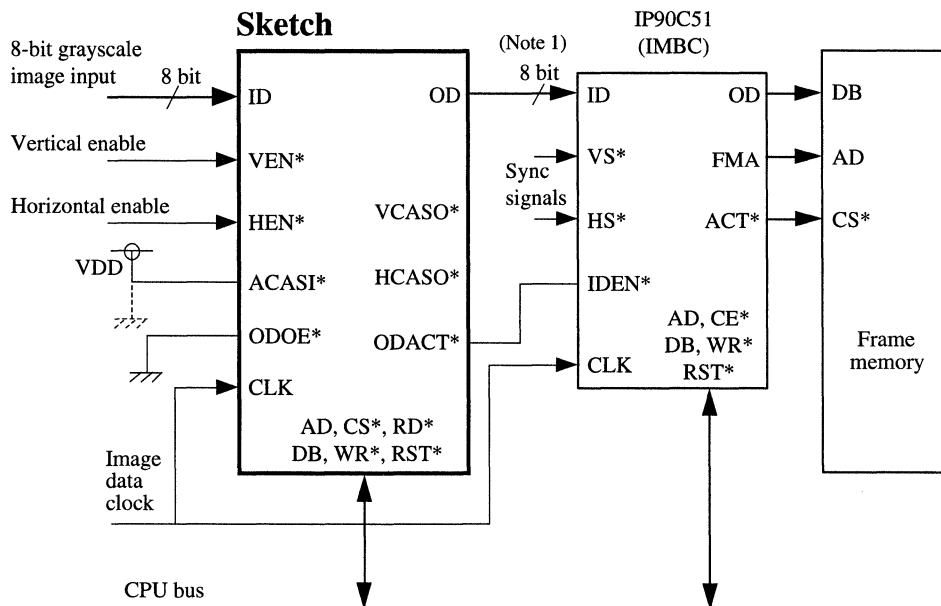 Sketch
IP90C51
(IMBC)
8-bit grayscale
image input
8 bit
ID
OD
(Note 1)
8 bit
ID
OD
DB
Vertical enable
VEN*
VS*
FMA
AD
Sync
signals
Horizontal enable
HEN*
VCASO*
HS*
ACT*
CS*
VDD
ACASI*
HCASO*
IDEN*
ODOE*
ODACT*
AD, CE*
DB, WR*
RST*
Frame
memory
CLK
CLK
AD, CS*, RD*
DB, WR*, RST*
Image
data
clock
CPU bus